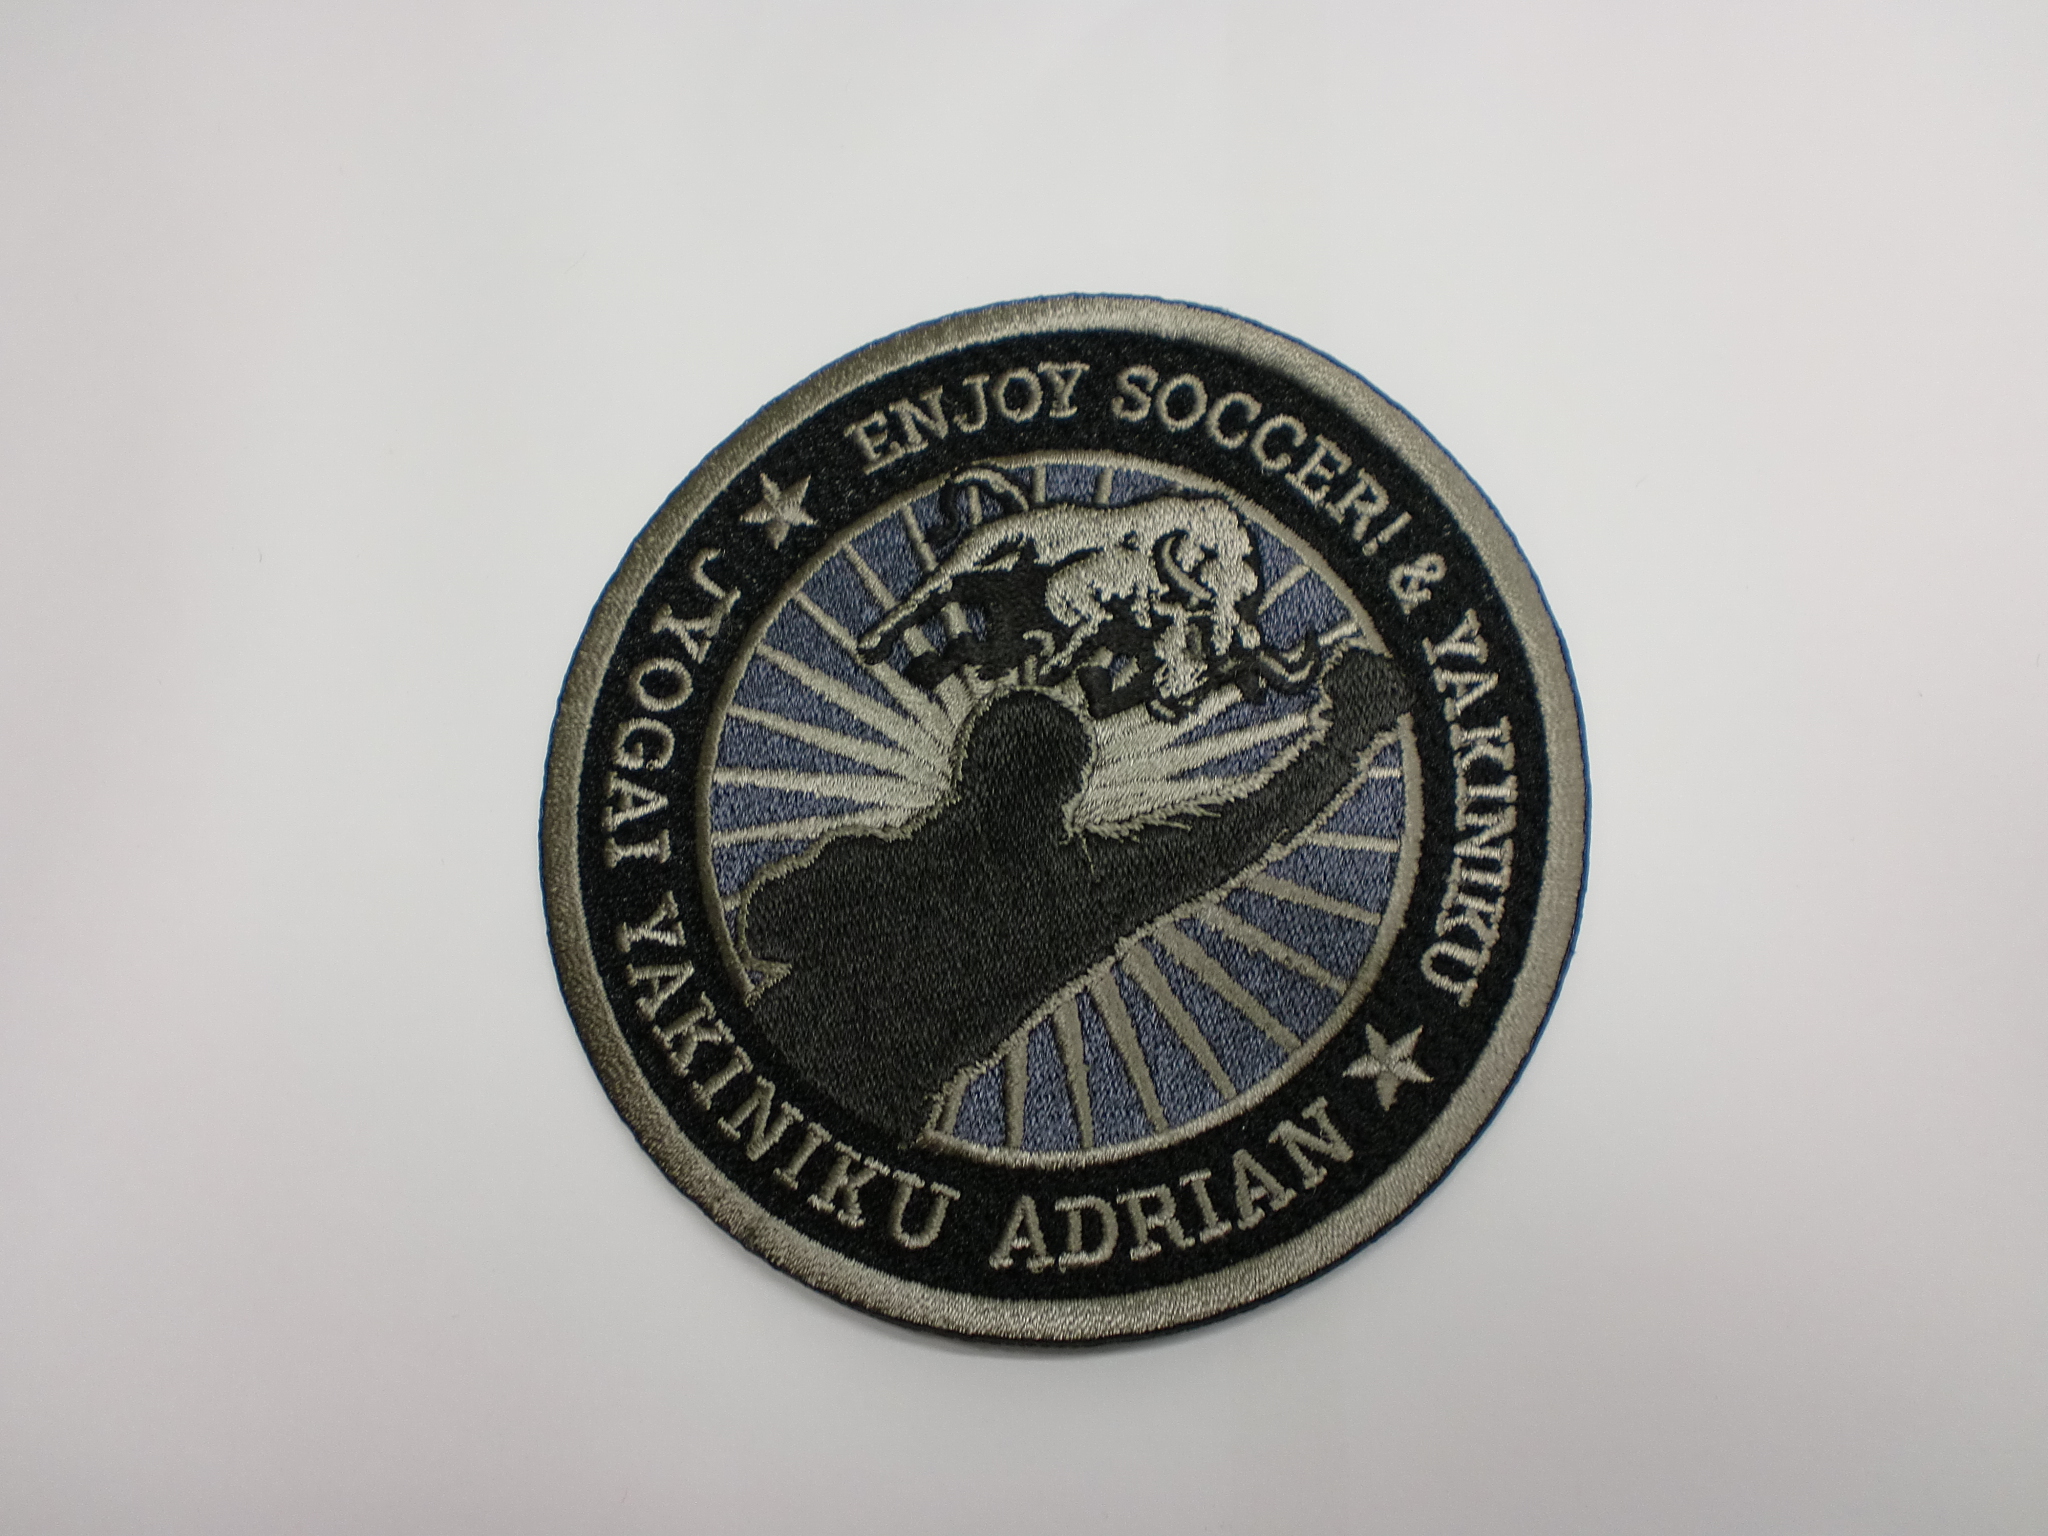 ENJOY SOCCER! & YAKINIKU
JYOGAI YAKINIKU ADRIAN